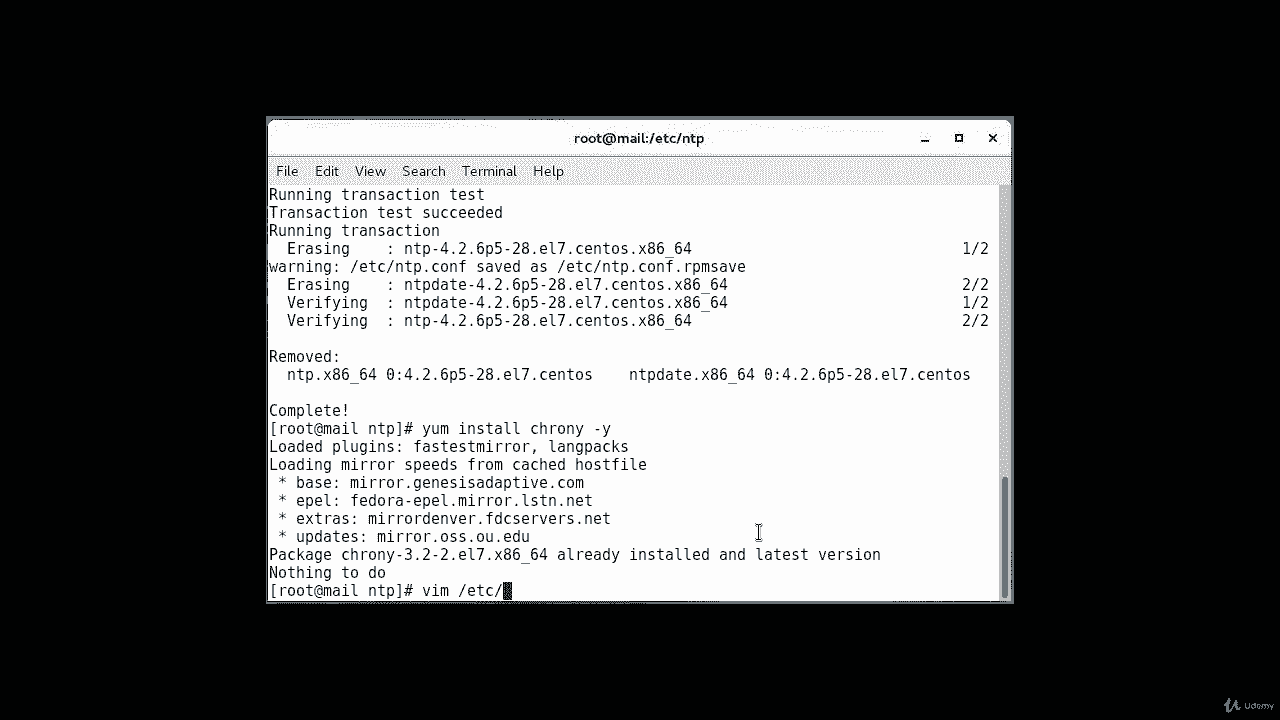 root@mail:/etc/ntp
File Edit View Search Terminal Help
Running transaction test
Transaction test succeeded
Running transaction
  Erasing    : ntp-4.2.6p5-28.el7.centos.x86_64                              1/2
warning: /etc/ntp.conf saved as /etc/ntp.conf.rpmsave
  Erasing    : ntpdate-4.2.6p5-28.el7.centos.x86_64                          2/2
  Verifying  : ntpdate-4.2.6p5-28.el7.centos.x86_64                          1/2
  Verifying  : ntp-4.2.6p5-28.el7.centos.x86_64                              2/2
Removed:
  ntp.x86_64 0:4.2.6p5-28.el7.centos    ntpdate.x86_64 0:4.2.6p5-28.el7.centos
Complete!
[root@mail ntp]# yum install chrony -y
Loaded plugins: fastestmirror, langpacks
Loading mirror speeds from cached hostfile
 * base: mirror.genesisadaptive.com
 * epel: fedora-epel.mirror.lstn.net
 * extras: mirrordenver.fdcservers.net
 * updates: mirror.oss.ou.edu
Package chrony-3.2-2.el7.x86_64 already installed and latest version
Nothing to do
[root@mail ntp]# vim /etc/
Udemy